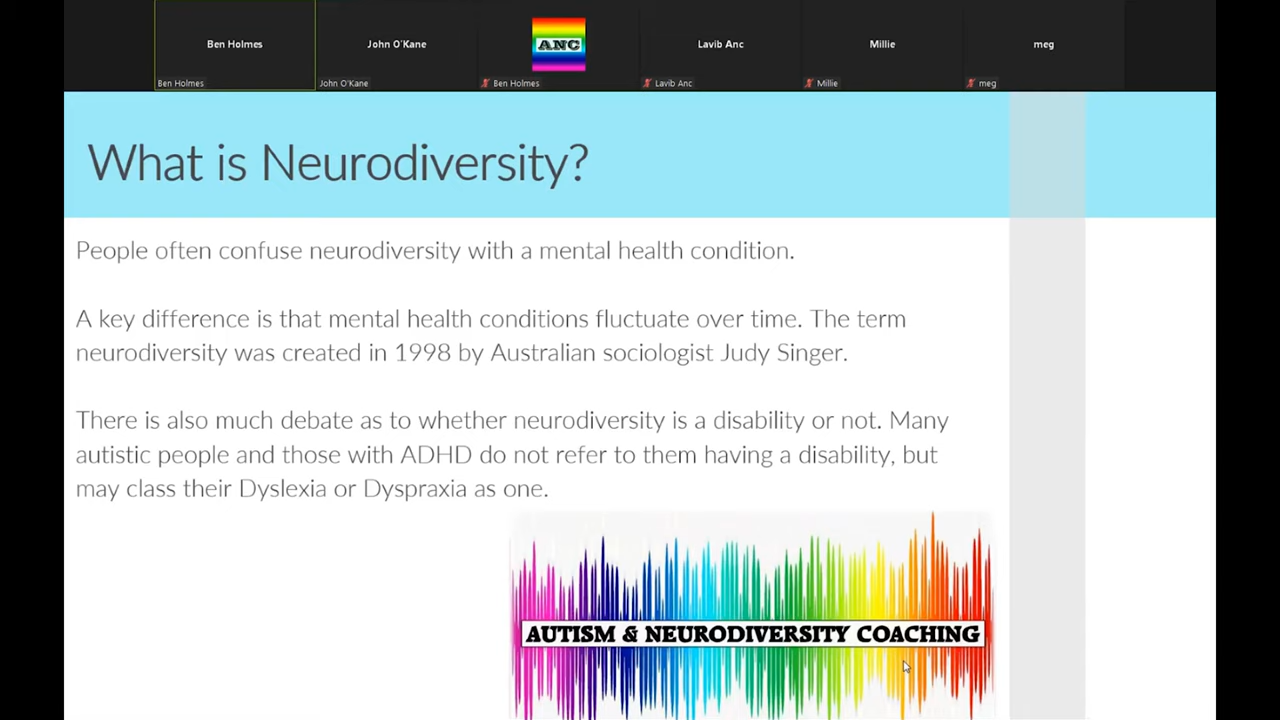 Ben Holmes
John O'Kane
ANC
Lavib Anc
Millie
meg
Ben Holmes
John O'Kane
Ben Holmes
Lavib Anc
Millie
meg
What is Neurodiversity?
People often confuse neurodiversity with a mental health condition.
A key difference is that mental health conditions fluctuate over time. The term
neurodiversity was created in 1998 by Australian sociologist Judy Singer.
There is also much debate as to whether neurodiversity is a disability or not. Many
autistic people and those with ADHD do not refer to them having a disability, but
may class their Dyslexia or Dyspraxia as one.
AUTISM & NEURODIVERSITY COACHING